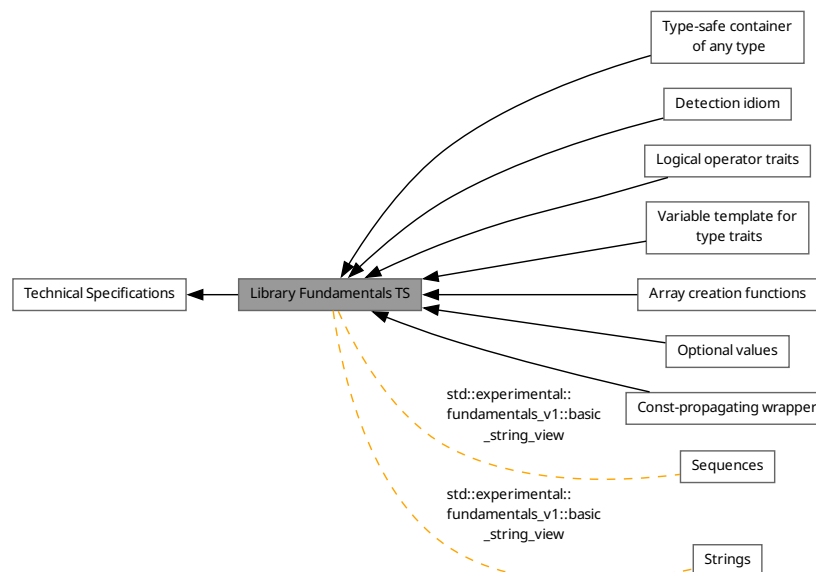 Type-safe container
of any type
Detection idiom
Logical operator traits
Variable template for
type traits
Technical Specifications
Library Fundamentals TS
Array creation functions
Optional values
Const-propagating wrapper
std::experimental::
fundamentals_v1::basic
_string_view
Sequences
std::experimental::
fundamentals_v1::basic
_string_view
Strings